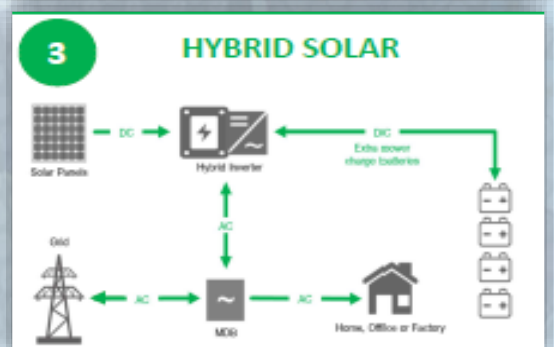 3
HYBRID SOLAR
DC
Solar Panels
Hybrid Inverter
D/C
Extra power
charge batteries
AC
Grid
AC
MDB
AC
Home, Office or Factory